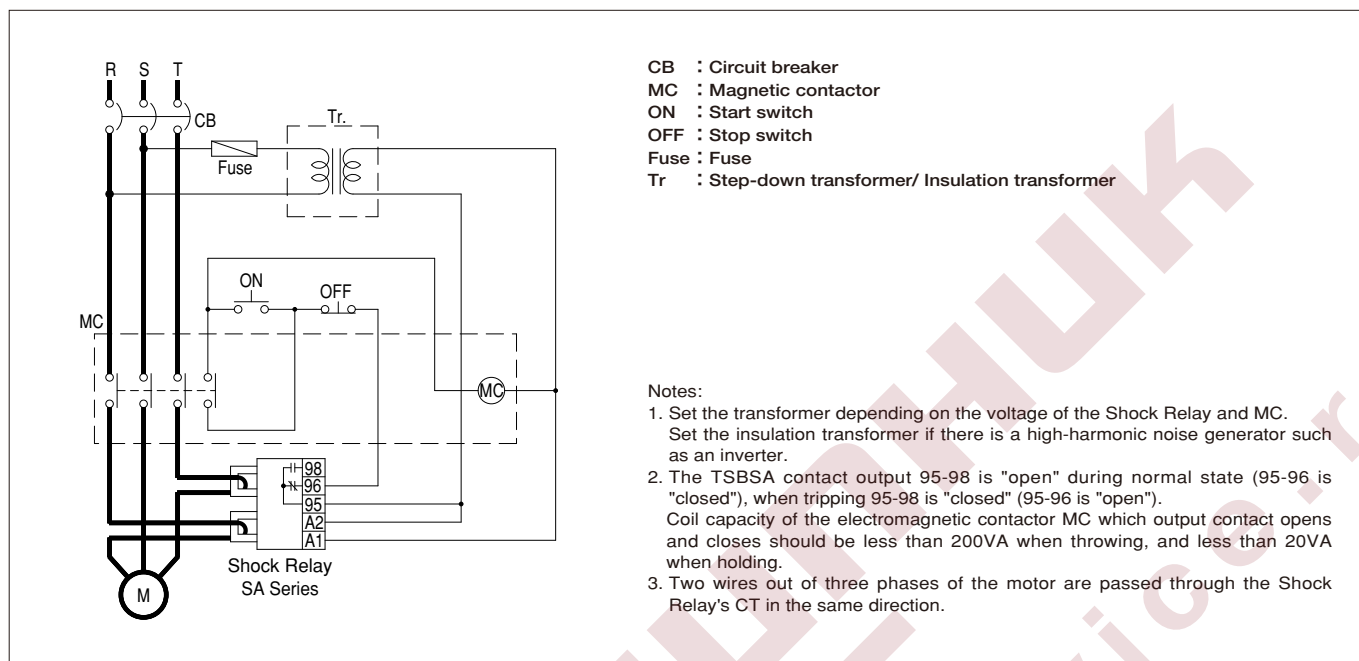 R S T
CB
Tr.
Fuse
ON
OFF
MC
MC
98
96
95
A2
A1
Shock Relay
SA Series
M
CB : Circuit breaker
MC : Magnetic contactor
ON : Start switch
OFF : Stop switch
Fuse : Fuse
Tr : Step-down transformer/ Insulation transformer
Notes:
1. Set the transformer depending on the voltage of the Shock Relay and MC.
Set the insulation transformer if there is a high-harmonic noise generator such
as an inverter.
2. The TSBSA contact output 95-98 is "open" during normal state (95-96 is
"closed"), when tripping 95-98 is "closed" (95-96 is "open").
Coil capacity of the electromagnetic contactor MC which output contact opens
and closes should be less than 200VA when throwing, and less than 20VA
when holding.
3. Two wires out of three phases of the motor are passed through the Shock
Relay's CT in the same direction.